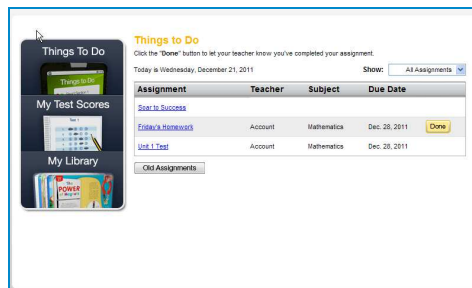 Things To Do
Things to Do
My Test Scores
Test 1
My Library
The
POWER
Things to Do
Click the "Done" button to let your teacher know you've completed your assignment.
Today is Wednesday, December 21, 2011
Show: All Assignments
Assignment Teacher Subject Due Date
Soar to Success
Friday's Homework Account Mathematics Dec. 28, 2011 Done
Unit 1 Test Account Mathematics Dec. 28, 2011
Old Assignments